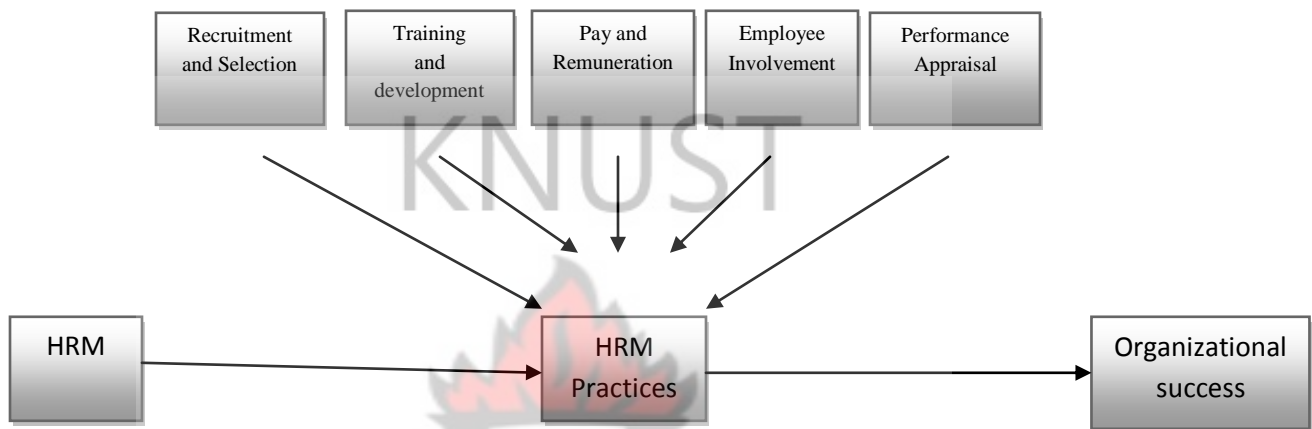 Recruitment
and Selection
Training
and
development
Pay and
Remuneration
Employee
Involvement
Performance
Appraisal
KNUST
HRM
HRM
Practices
Organizational
success